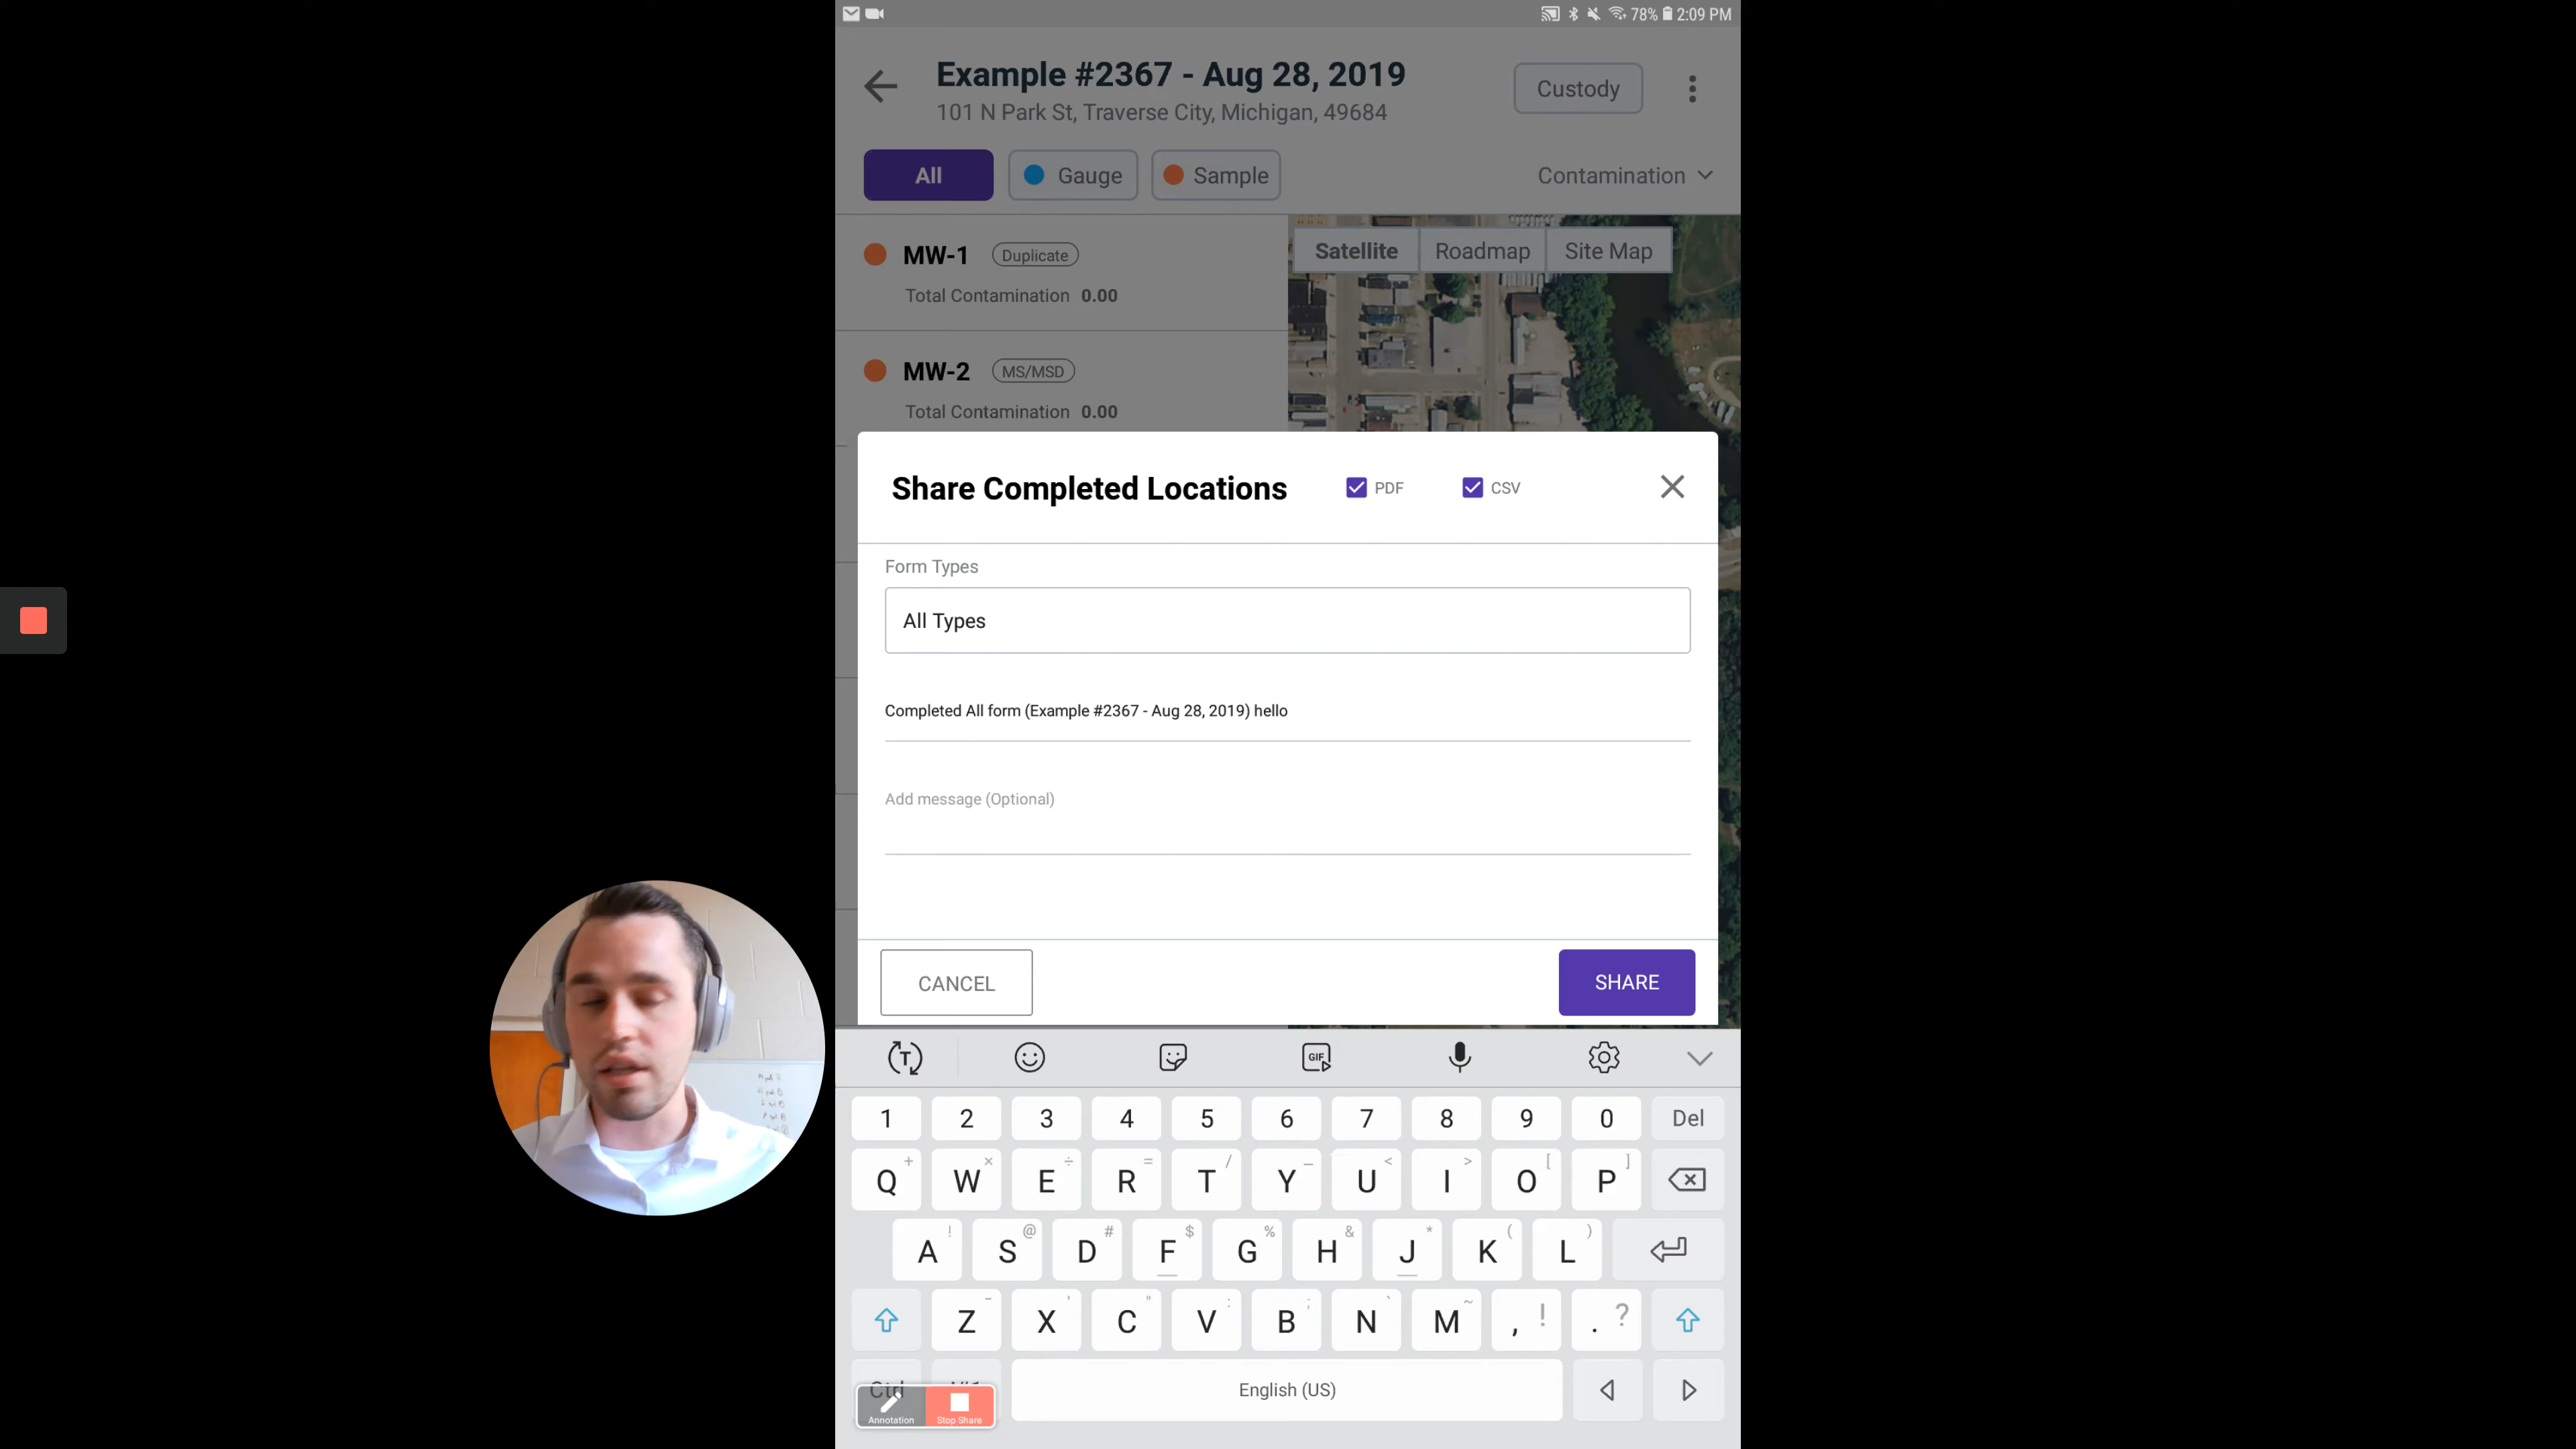 78% 2:09 PM
Example #2367 - Aug 28, 2019
101 N Park St, Traverse City, Michigan, 49684
Custody
All
Gauge
Sample
Contamination
MW-1 Duplicate
Total Contamination 0.00
MW-2 MS/MSD
Total Contamination 0.00
Satellite Roadmap Site Map
Share Completed Locations
PDF
CSV
Form Types
All Types
Completed All form (Example #2367 - Aug 28, 2019) hello
Add message (Optional)
CANCEL
SHARE
T GIF
1 2 3 4 5 6 7 8 9 0 Del
+ × ÷ = / _ < > [ ]
Q W E R T Y U I O P
! @ # $ % & * ( )
A S D F G H J K L
- ' " : ; ` ~ ! ?
Z X C V B N M , .
Ctrl
English (US)
Annotation
Stop Share